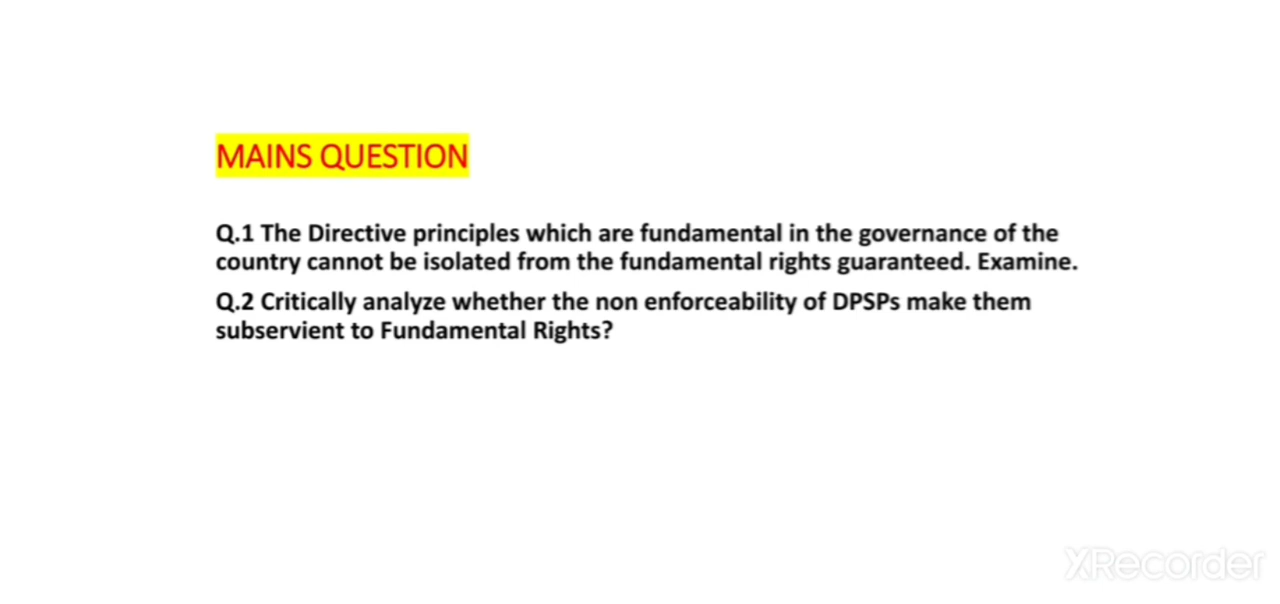 MAINS QUESTION
Q.1 The Directive principles which are fundamental in the governance of the
country cannot be isolated from the fundamental rights guaranteed. Examine.
Q.2 Critically analyze whether the non enforceability of DPSPs make them
subservient to Fundamental Rights?
XRecorder